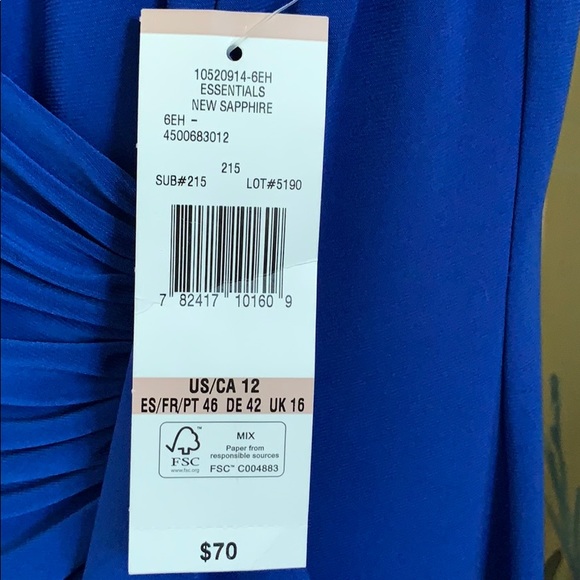 10520914-6EH
ESSENTIALS
NEW SAPPHIRE
6EH -
4500683012
215
SUB#215 LOT#5190
7 82417 10160 9
US/CA 12
ES/FR/PT 46 DE 42 UK 16
FSC
www.fsc.org
MIX
Paper from
responsible sources
FSC™ C004883
$70